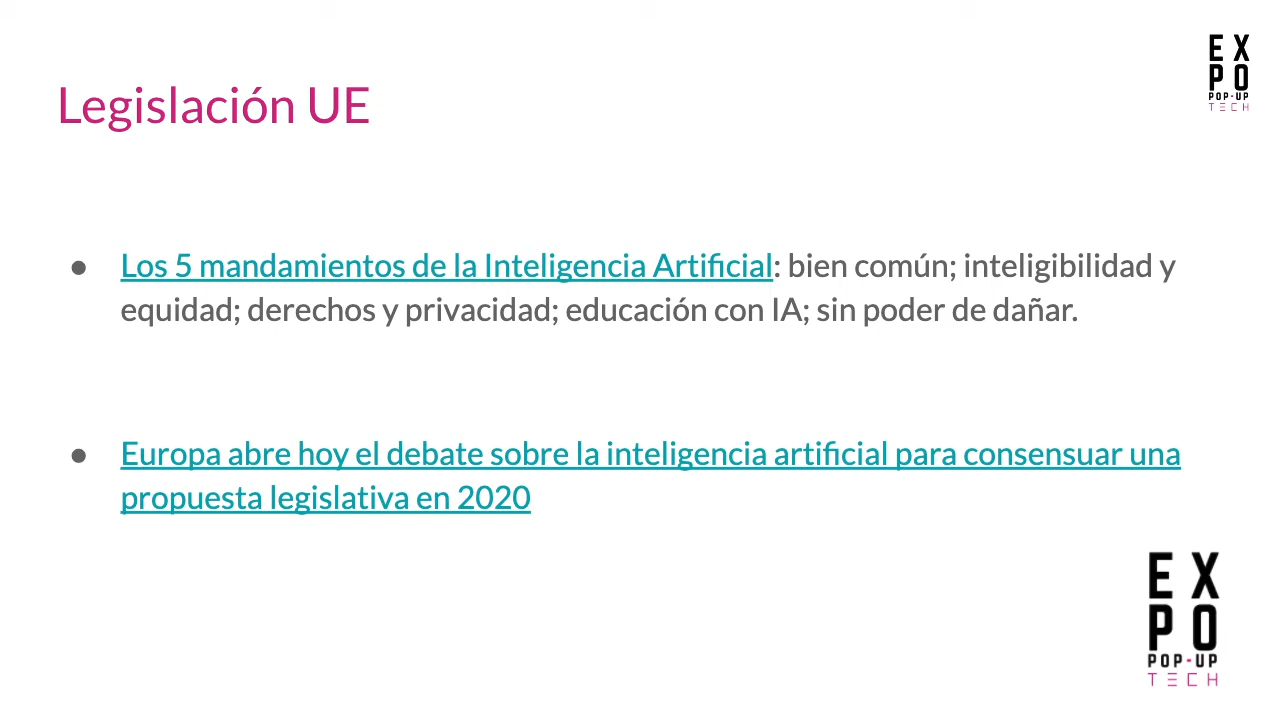 EX
PO
POP-UP
TECH
Legislación UE
● Los 5 mandamientos de la Inteligencia Artificial: bien común; inteligibilidad y
equidad; derechos y privacidad; educación con IA; sin poder de dañar.
● Europa abre hoy el debate sobre la inteligencia artificial para consensuar una
propuesta legislativa en 2020
EX
PO
POP-UP
TECH